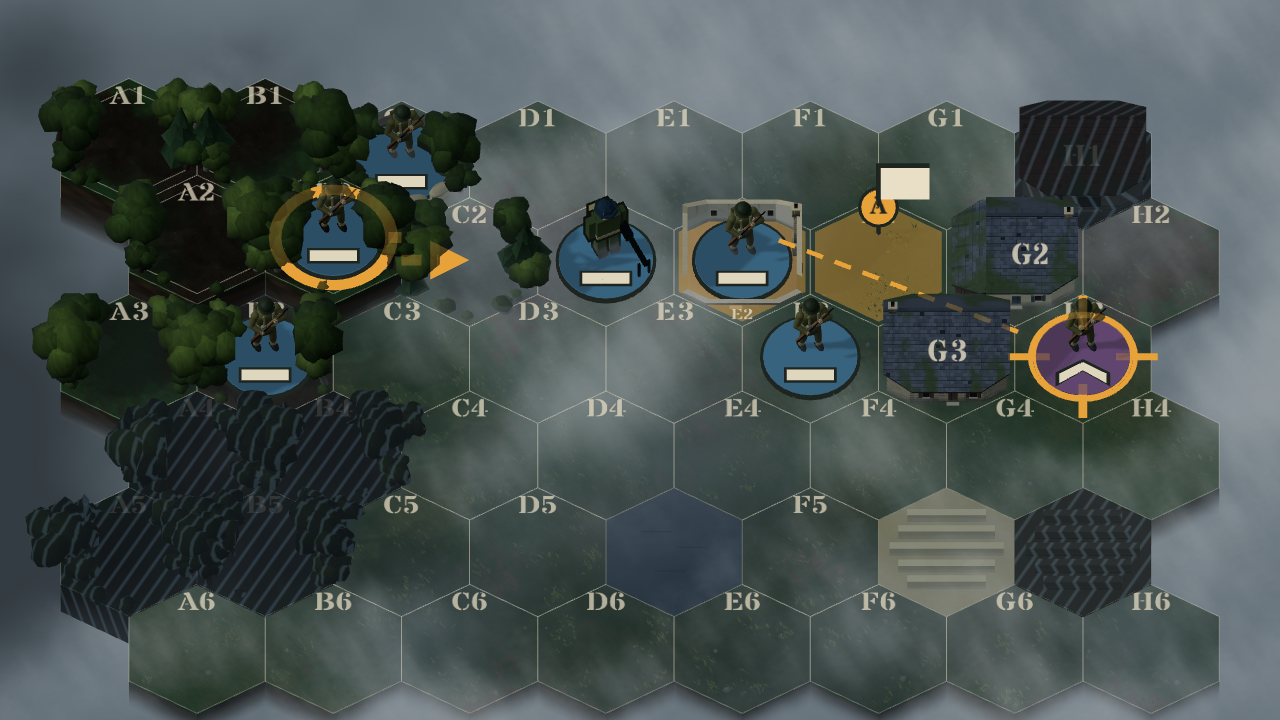 A1 B1 D1 E1 F1 G1 H1
A2 C2 E2 G2 H2
A
A3 C3 D3 E3 G3
A4 B4 C4 D4 E4 F4 G4 H4
A5 B5 C5 D5 F5
A6 B6 C6 D6 E6 F6 G6 H6